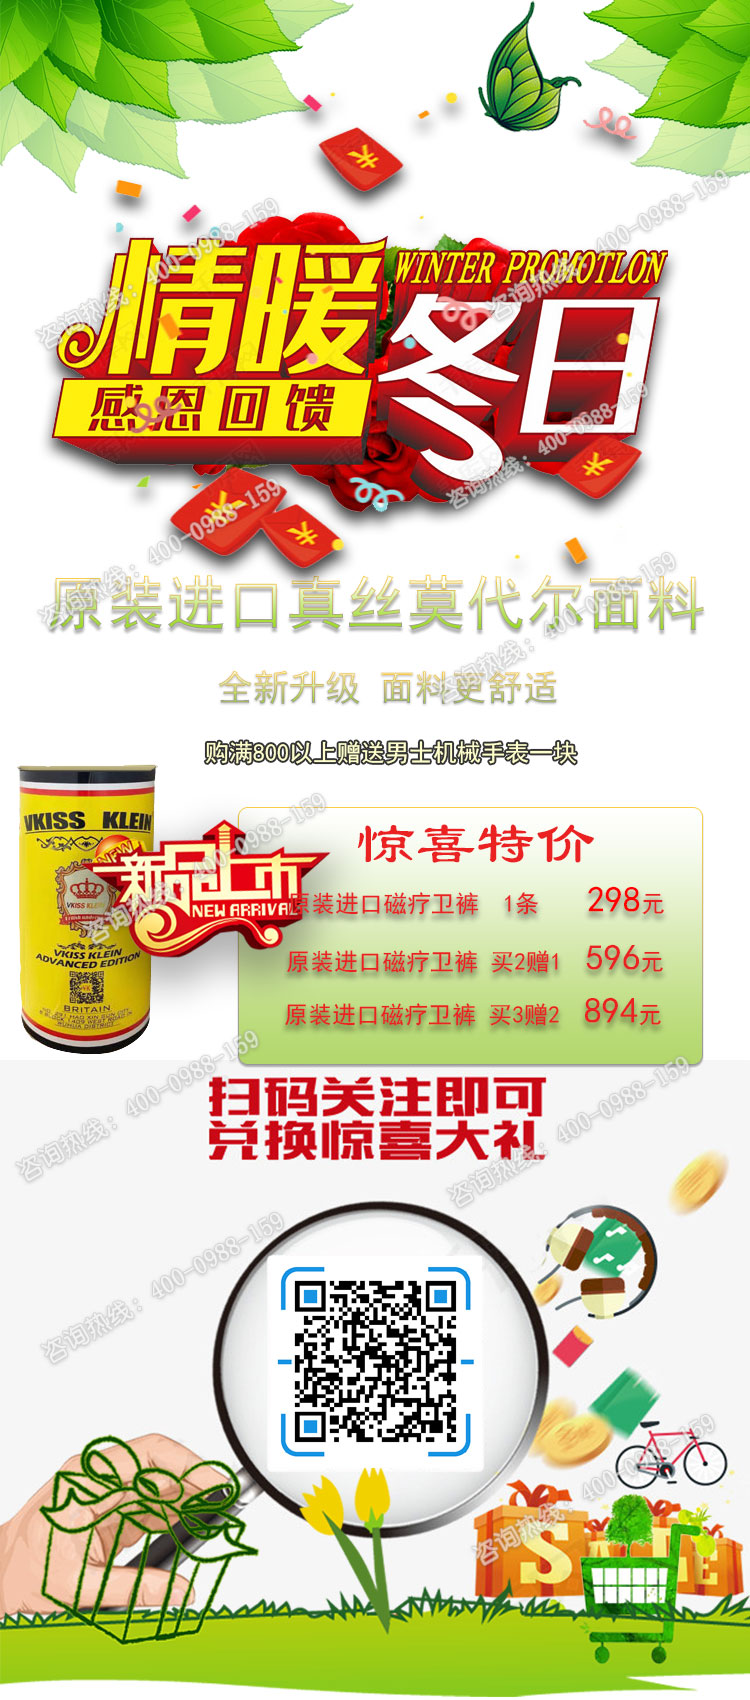 情暖
WINTER PROMOTLON
冬日
感恩回馈
原装进口真丝莫代尔面料
全新升级 面料更舒适
购满800以上赠送男士机械手表一块
VKISS KLEIN
NEW
新品上市
NEW ARRIVAL
VKISS KLEIN
VKISS KLEIN
ADVANCED EDITION
BRITAIN
惊喜特价
原装进口磁疗卫裤 1条 298元
原装进口磁疗卫裤 买2赠1 596元
原装进口磁疗卫裤 买3赠2 894元
扫码关注即可
兑换惊喜大礼
SALE
咨询热线：400-0988-159